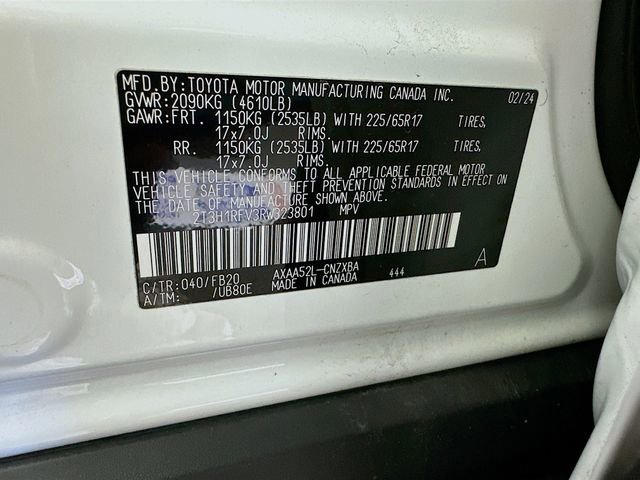 MFD.BY:TOYOTA MOTOR MANUFACTURING CANADA INC. 02/24
GVWR:2090KG (4610LB)
GAWR:FRT. 1150KG (2535LB) WITH 225/65R17 TIRES,
17x7.0J RIMS.
RR. 1150KG (2535LB) WITH 225/65R17 TIRES,
17x7.0J RIMS.
THIS VEHICLE CONFORMS TO ALL APPLICABLE FEDERAL MOTOR
VEHICLE SAFETY AND THEFT PREVENTION STANDARDS IN EFFECT ON
THE DATE OF MANUFACTURE SHOWN ABOVE.
2T3H1RFV3RW323801 MPV
C/TR:040/FB20 AXAA52L-CNZXBA 444 A
A/TM: /UB80E MADE IN CANADA